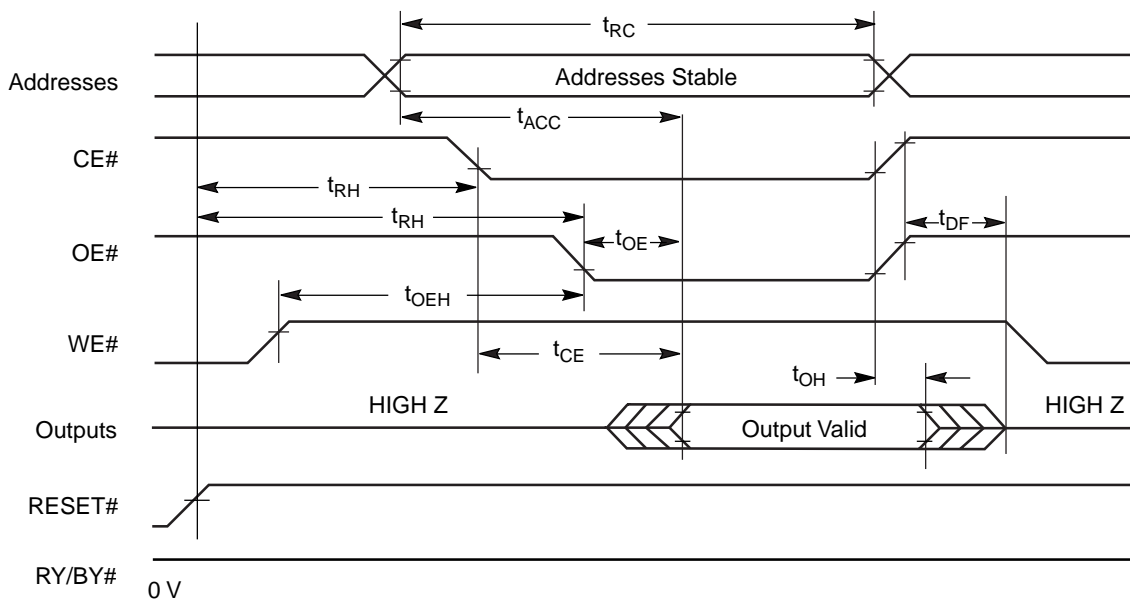 tRC
Addresses
Addresses Stable
tACC
CE#
tRH
tRH
tOE
tDF
OE#
tOEH
WE#
tCE
tOH
HIGH Z
HIGH Z
Outputs
Output Valid
RESET#
RY/BY#
0 V